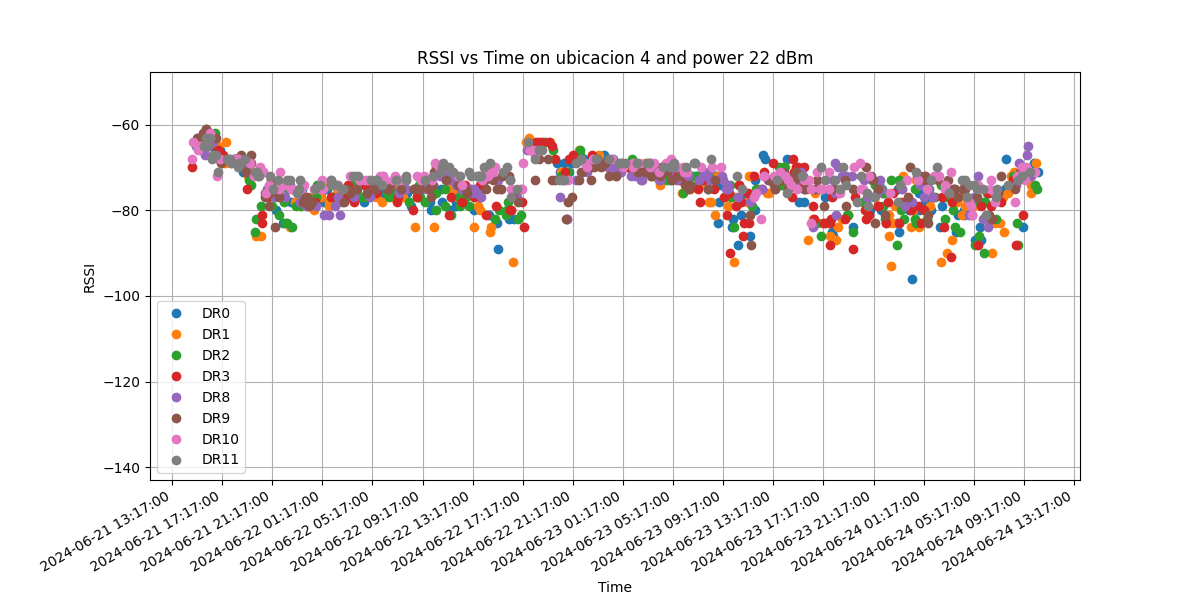 RSSI vs Time on ubicacion 4 and power 22 dBm
RSSI
−60
−80
−100
−120
−140
DR0
DR1
DR2
DR3
DR8
DR9
DR10
DR11
2024-06-21 13:17:00
2024-06-21 17:17:00
2024-06-21 21:17:00
2024-06-22 01:17:00
2024-06-22 05:17:00
2024-06-22 09:17:00
2024-06-22 13:17:00
2024-06-22 17:17:00
2024-06-22 21:17:00
2024-06-23 01:17:00
2024-06-23 05:17:00
2024-06-23 09:17:00
2024-06-23 13:17:00
2024-06-23 17:17:00
2024-06-23 21:17:00
2024-06-24 01:17:00
2024-06-24 05:17:00
2024-06-24 09:17:00
2024-06-24 13:17:00
Time